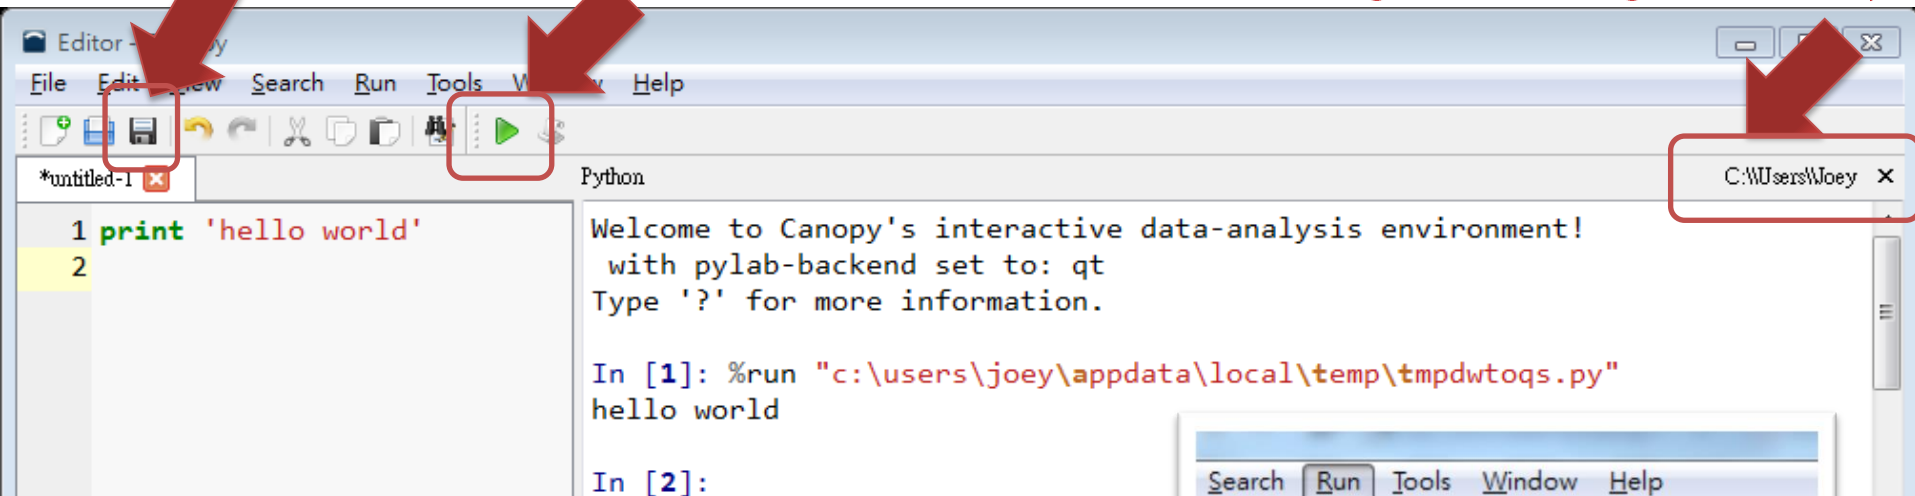 Editor - y
File Edit View Search Run Tools W w Help
*untitled-1
Python
C:\\Users\\Joey
1 print 'hello world'
2
Welcome to Canopy's interactive data-analysis environment!
with pylab-backend set to: qt
Type '?' for more information.
In [1]: %run "c:\users\joey\appdata\local\temp\tmpdwtoqs.py"
hello world
In [2]:
Search Run Tools Window Help